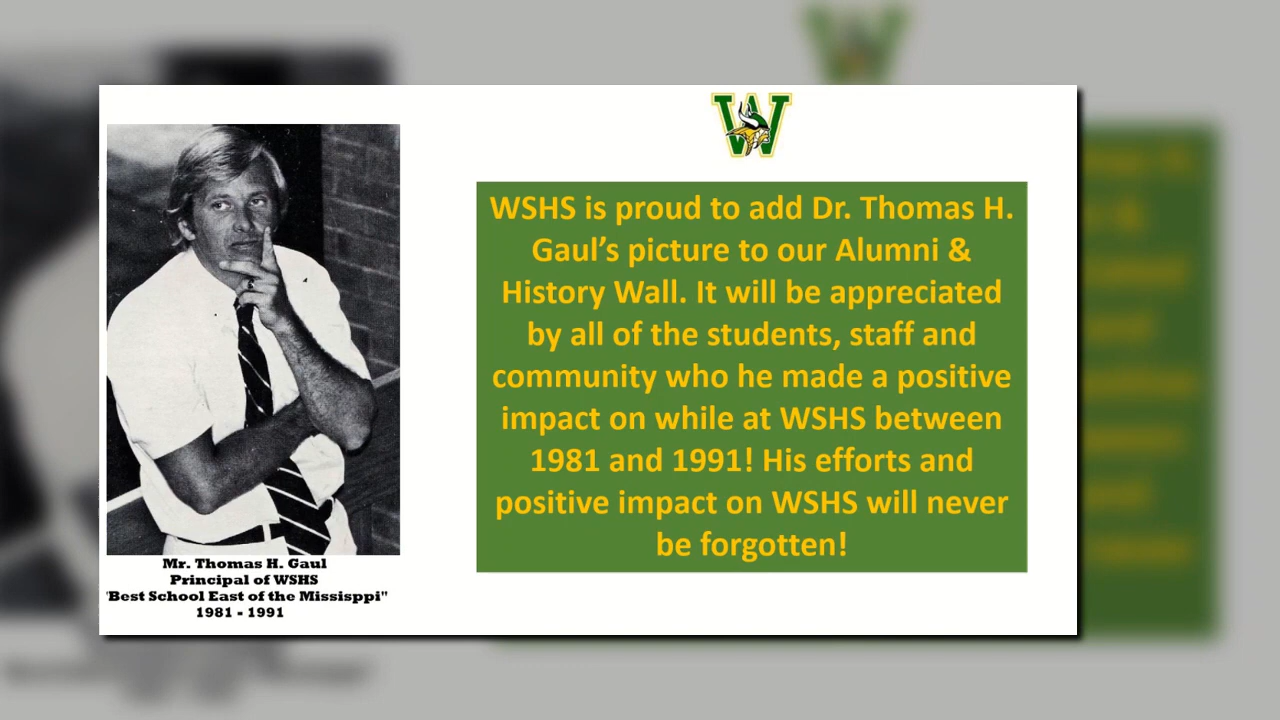 W
WSHS is proud to add Dr. Thomas H.
Gaul’s picture to our Alumni &
History Wall. It will be appreciated
by all of the students, staff and
community who he made a positive
impact on while at WSHS between
1981 and 1991! His efforts and
positive impact on WSHS will never
be forgotten!
Mr. Thomas H. Gaul
Principal of WSHS
'Best School East of the Missisppi"
1981 - 1991